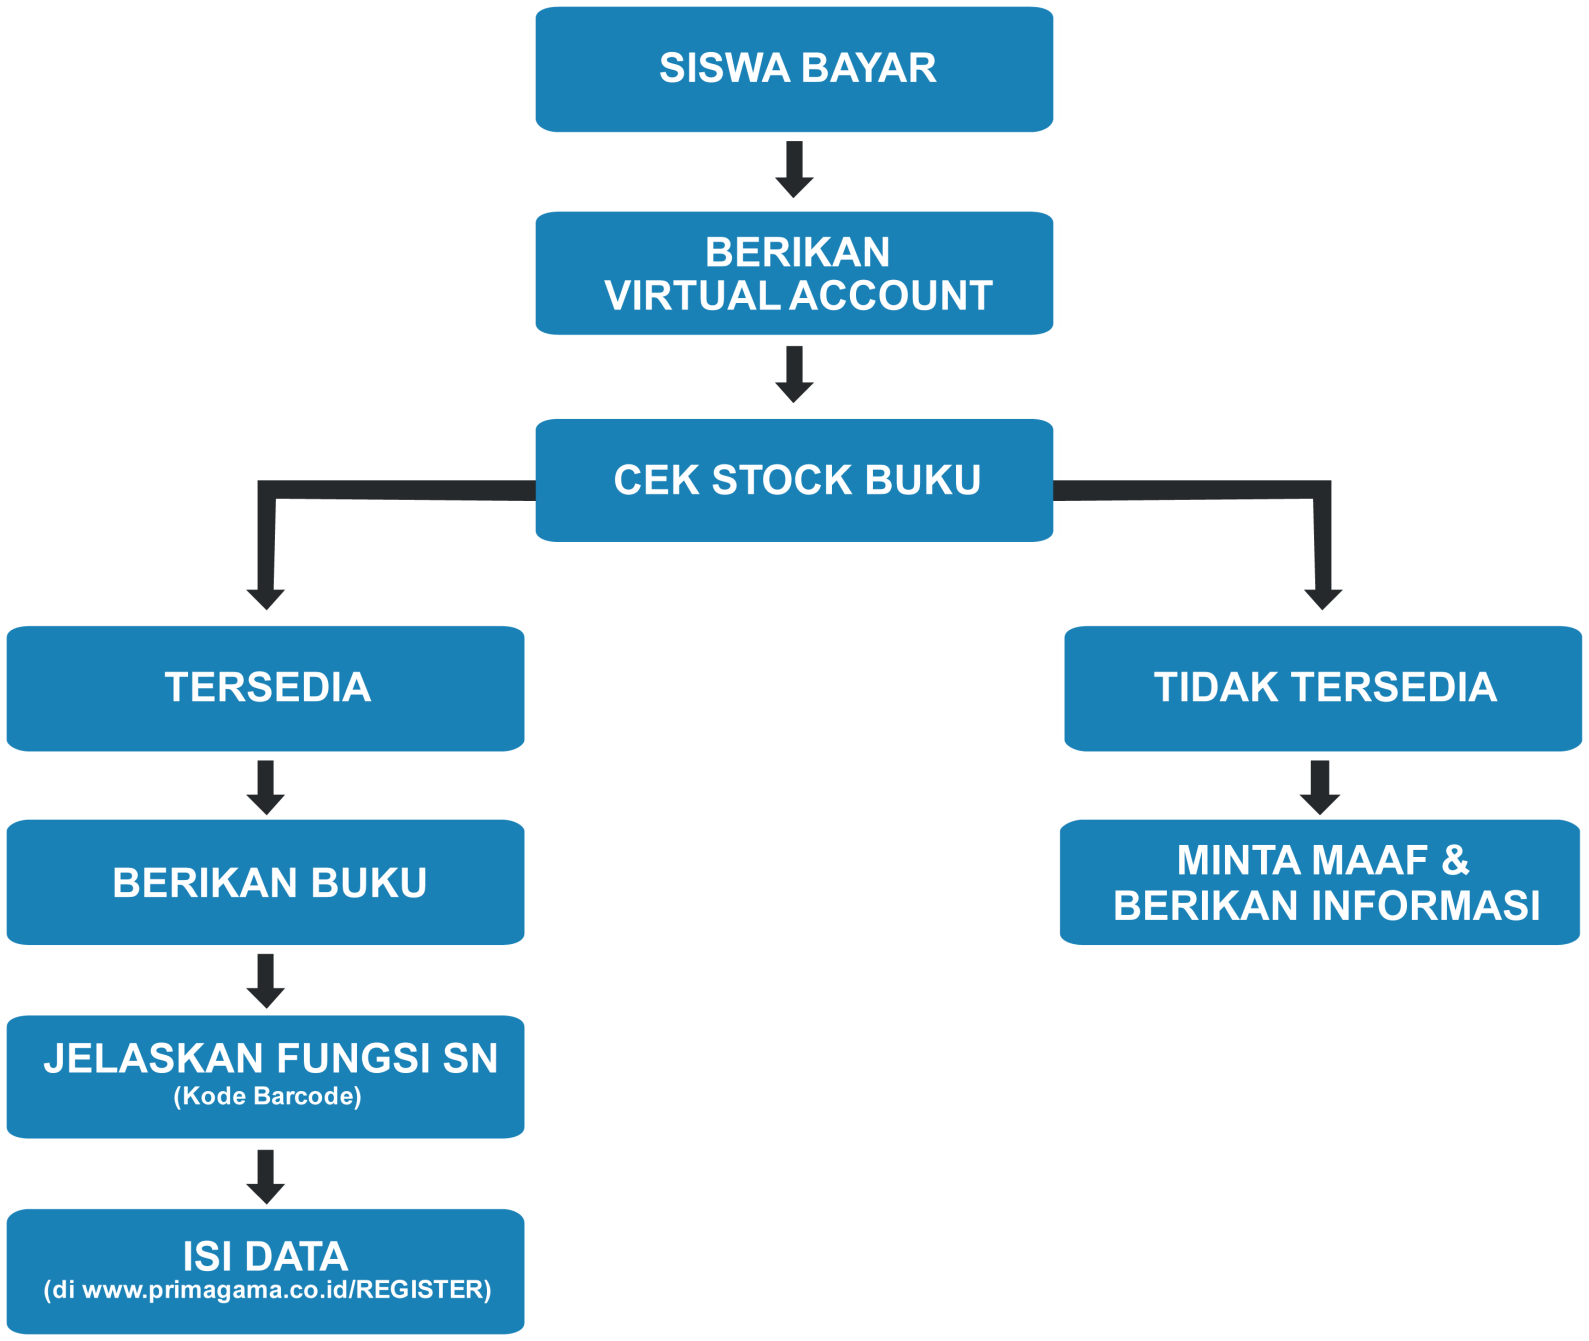 SISWA BAYAR
BERIKAN
VIRTUAL ACCOUNT
CEK STOCK BUKU
TERSEDIA
TIDAK TERSEDIA
BERIKAN BUKU
MINTA MAAF &
BERIKAN INFORMASI
JELASKAN FUNGSI SN
(Kode Barcode)
ISI DATA
(di www.primagama.co.id/REGISTER)